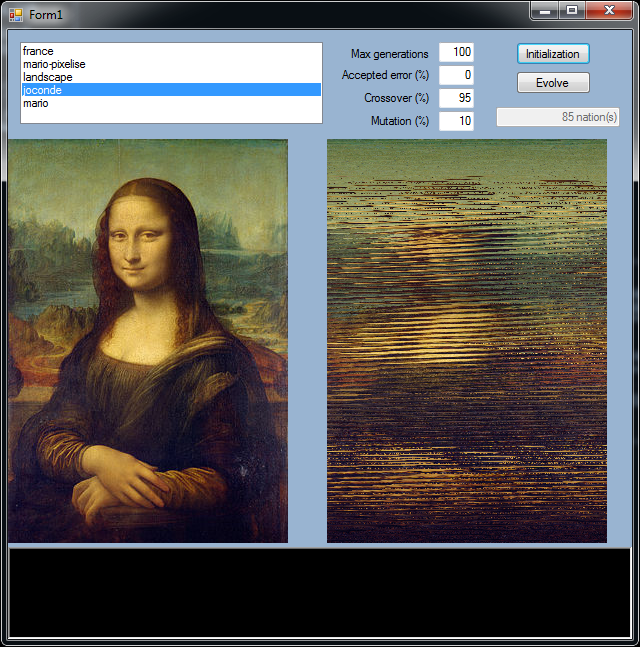 Form1
france
mario-pixelise
landscape
joconde
mario
Max generations 100
Accepted error (%) 0
Crossover (%) 95
Mutation (%) 10
Initialization
Evolve
85 nation(s)